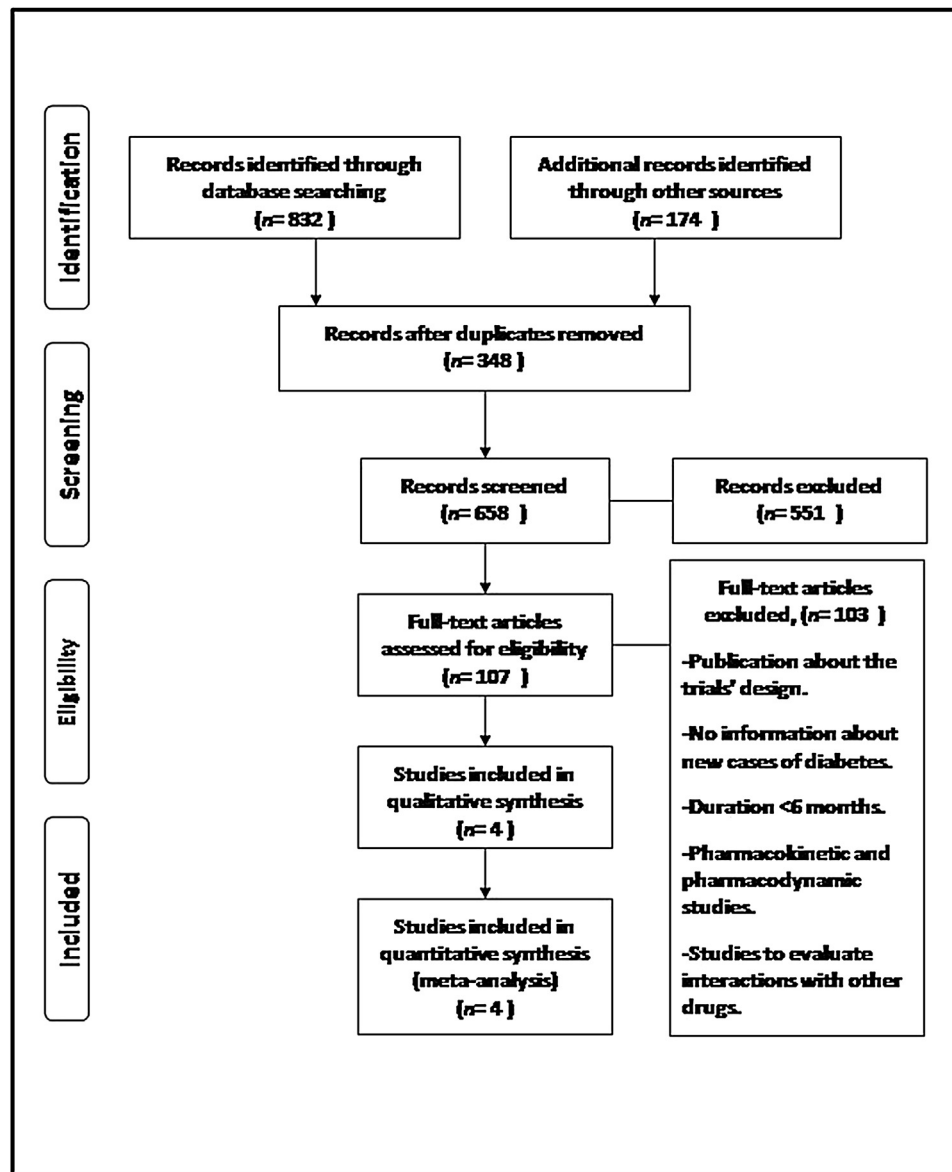 Identification
Records identified through
database searching
(n= 832 )
Additional records identified
through other sources
(n= 174 )
Records after duplicates removed
(n= 348 )
Screening
Records screened
(n= 658 )
Records excluded
(n= 551 )
Eligibility
Full-text articles
assessed for eligibility
(n= 107 )
Full-text articles
excluded, (n= 103 )
-Publication about the
trials' design.
-No information about
new cases of diabetes.
-Duration <6 months.
-Pharmacokinetic and
pharmacodynamic
studies.
-Studies to evaluate
interactions with other
drugs.
Studies included in
qualitative synthesis
(n= 4 )
Included
Studies included in
quantitative synthesis
(meta-analysis)
(n= 4 )